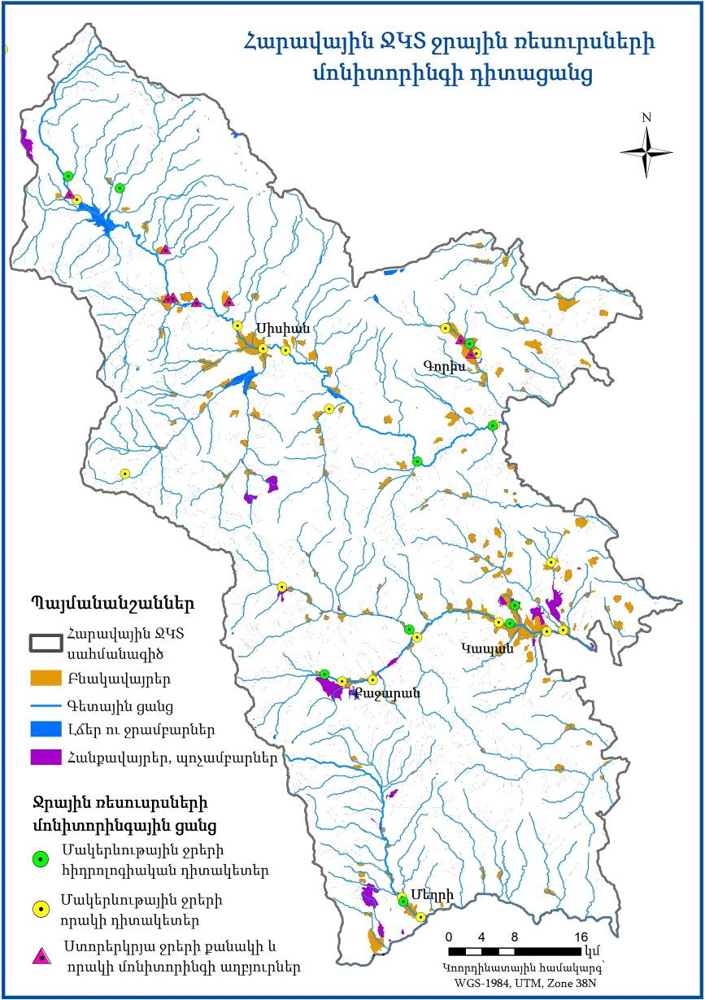 Հարավային ՋԿՏ ջրային ռեսուրսների
մոնիտորինգի դիտացանց
N
Սիսիան
Գորիս
Կապան
Քաջարան
Մեղրի
Պայմանանշաններ
Հարավային ՋԿՏ
սահմանագիծ
Բնակավայրեր
Գետային ցանց
Լճեր ու ջրամբարներ
Հանքավայրեր, պոչամբարներ
Ջրային ռեսուսրսների
մոնիտորինգային ցանց
Մակերևութային ջրերի
հիդրոլոգիական դիտակետեր
Մակերևութային ջրերի
որակի դիտակետեր
Ստորերկրյա ջրերի քանակի և
որակի մոնիտորինգի աղբյուրներ
0 4 8 16
կմ
Կոորդինատային համակարգ՝
WGS-1984, UTM, Zone 38N